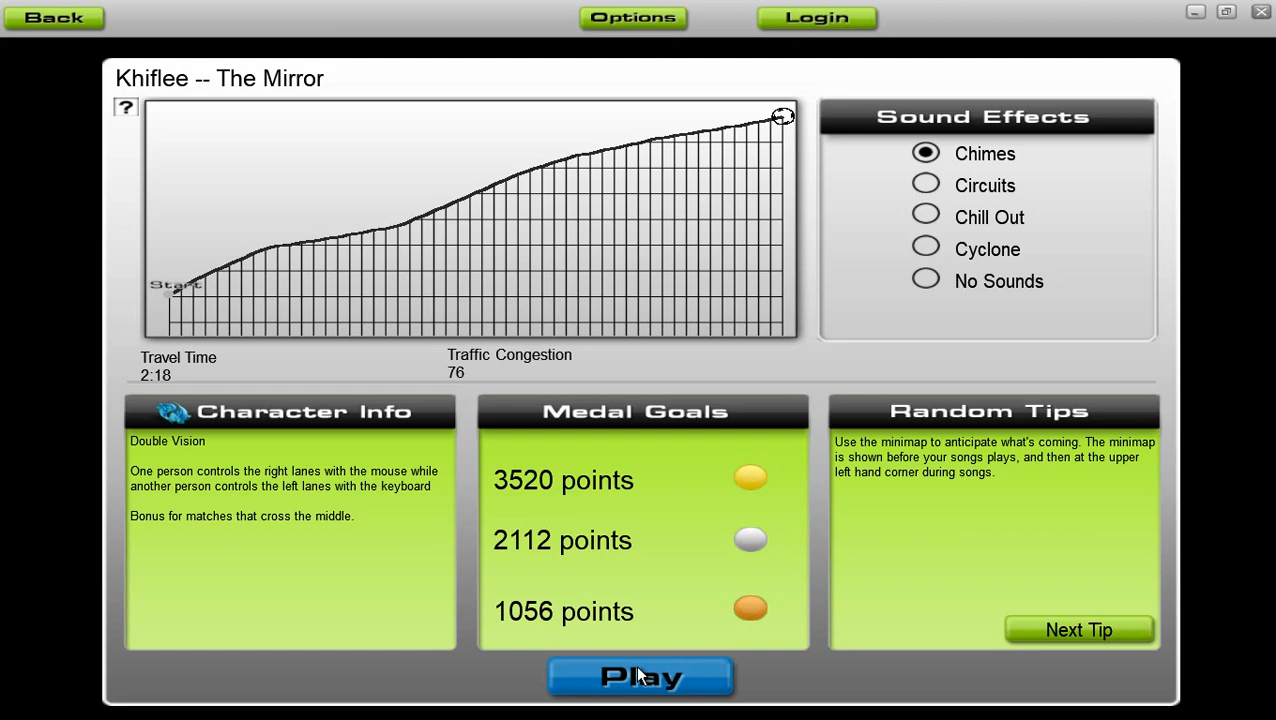 Back
Options
Login
Khiflee -- The Mirror
?
Start
Travel Time
2:18
Traffic Congestion
76
Sound Effects
Chimes
Circuits
Chill Out
Cyclone
No Sounds
Character Info
Double Vision
One person controls the right lanes with the mouse while
another person controls the left lanes with the keyboard
Bonus for matches that cross the middle.
Medal Goals
3520 points
2112 points
1056 points
Random Tips
Use the minimap to anticipate what's coming. The minimap
is shown before your songs plays, and then at the upper
left hand corner during songs.
Next Tip
Play